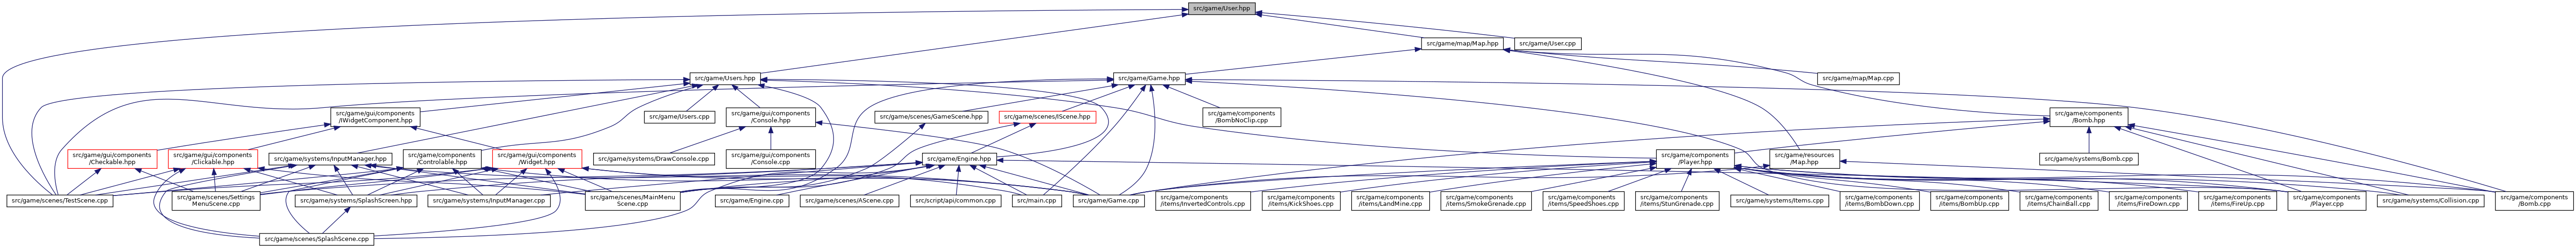 src/game/User.hpp
src/game/map/Map.hpp
src/game/User.cpp
src/game/Users.hpp
src/game/Game.hpp
src/game/map/Map.cpp
src/game/gui/components
/IWidgetComponent.hpp
src/game/Users.cpp
src/game/gui/components
/Console.hpp
src/game/scenes/GameScene.hpp
src/game/scenes/IScene.hpp
src/game/components
/BombNoClip.cpp
src/game/components
/Bomb.hpp
src/game/gui/components
/Checkable.hpp
src/game/gui/components
/Clickable.hpp
src/game/systems/InputManager.hpp
src/game/components
/Controlable.hpp
src/game/gui/components
/Widget.hpp
src/game/systems/DrawConsole.cpp
src/game/gui/components
/Console.cpp
src/game/Engine.hpp
src/game/components
/Player.hpp
src/game/resources
/Map.hpp
src/game/systems/Bomb.cpp
src/game/scenes/TestScene.cpp
src/game/scenes/Settings
MenuScene.cpp
src/game/systems/SplashScreen.hpp
src/game/systems/InputManager.cpp
src/game/scenes/MainMenu
Scene.cpp
src/game/Engine.cpp
src/game/scenes/AScene.cpp
src/script/api/common.cpp
src/main.cpp
src/game/Game.cpp
src/game/components
/items/InvertedControls.cpp
src/game/components
/items/KickShoes.cpp
src/game/components
/items/LandMine.cpp
src/game/components
/items/SmokeGrenade.cpp
src/game/components
/items/SpeedShoes.cpp
src/game/components
/items/StunGrenade.cpp
src/game/systems/Items.cpp
src/game/components
/items/BombDown.cpp
src/game/components
/items/BombUp.cpp
src/game/components
/items/ChainBall.cpp
src/game/components
/items/FireDown.cpp
src/game/components
/items/FireUp.cpp
src/game/components
/Player.cpp
src/game/systems/Collision.cpp
src/game/components
/Bomb.cpp
src/game/scenes/SplashScene.cpp